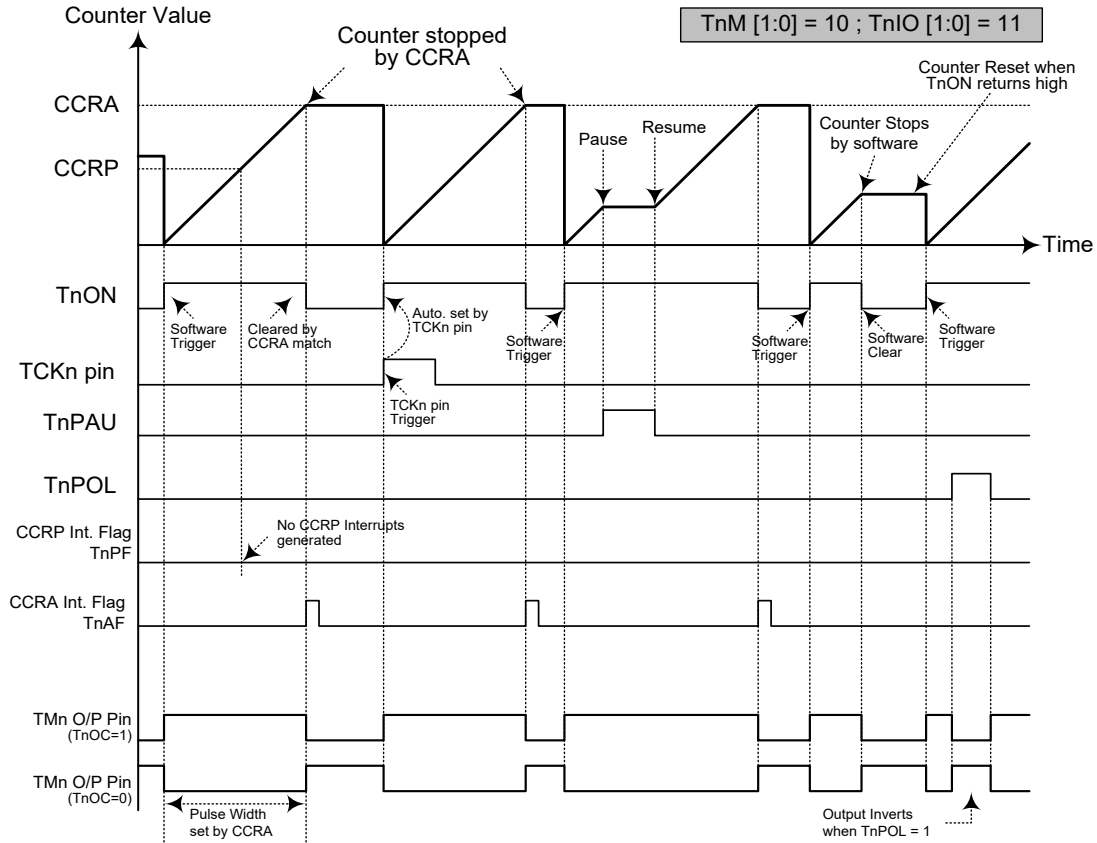 Counter Value
TnM [1:0] = 10 ; TnIO [1:0] = 11
Counter stopped
by CCRA
Counter Reset when
TnON returns high
CCRA
Pause
Resume
Counter Stops
by software
CCRP
Time
TnON
Software
Trigger
Cleared by
CCRA match
Auto. set by
TCKn pin
Software
Trigger
Software
Trigger
Software
Clear
Software
Trigger
TCKn pin
TCKn pin
Trigger
TnPAU
TnPOL
CCRP Int. Flag
TnPF
No CCRP Interrupts
generated
CCRA Int. Flag
TnAF
TMn O/P Pin
(TnOC=1)
TMn O/P Pin
(TnOC=0)
Pulse Width
set by CCRA
Output Inverts
when TnPOL = 1